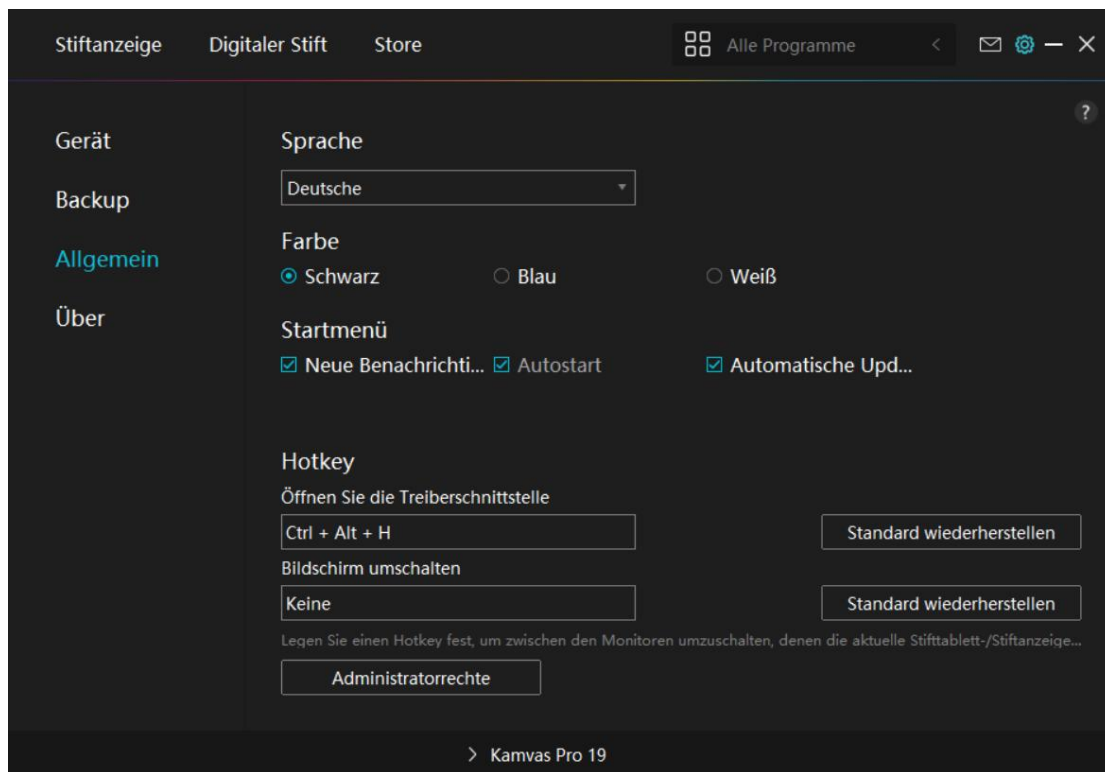 Stiftanzeige Digitaler Stift Store Alle Programme
?
Gerät
Backup
Allgemein
Über
Sprache
Deutsche
Farbe
Schwarz Blau Weiß
Startmenü
Neue Benachrichti... Autostart Automatische Upd...
Hotkey
Öffnen Sie die Treiberschnittstelle
Ctrl + Alt + H Standard wiederherstellen
Bildschirm umschalten
Keine Standard wiederherstellen
Legen Sie einen Hotkey fest, um zwischen den Monitoren umzuschalten, denen die aktuelle Stifttablett-/Stiftanzeige...
Administratorrechte
Kamvas Pro 19